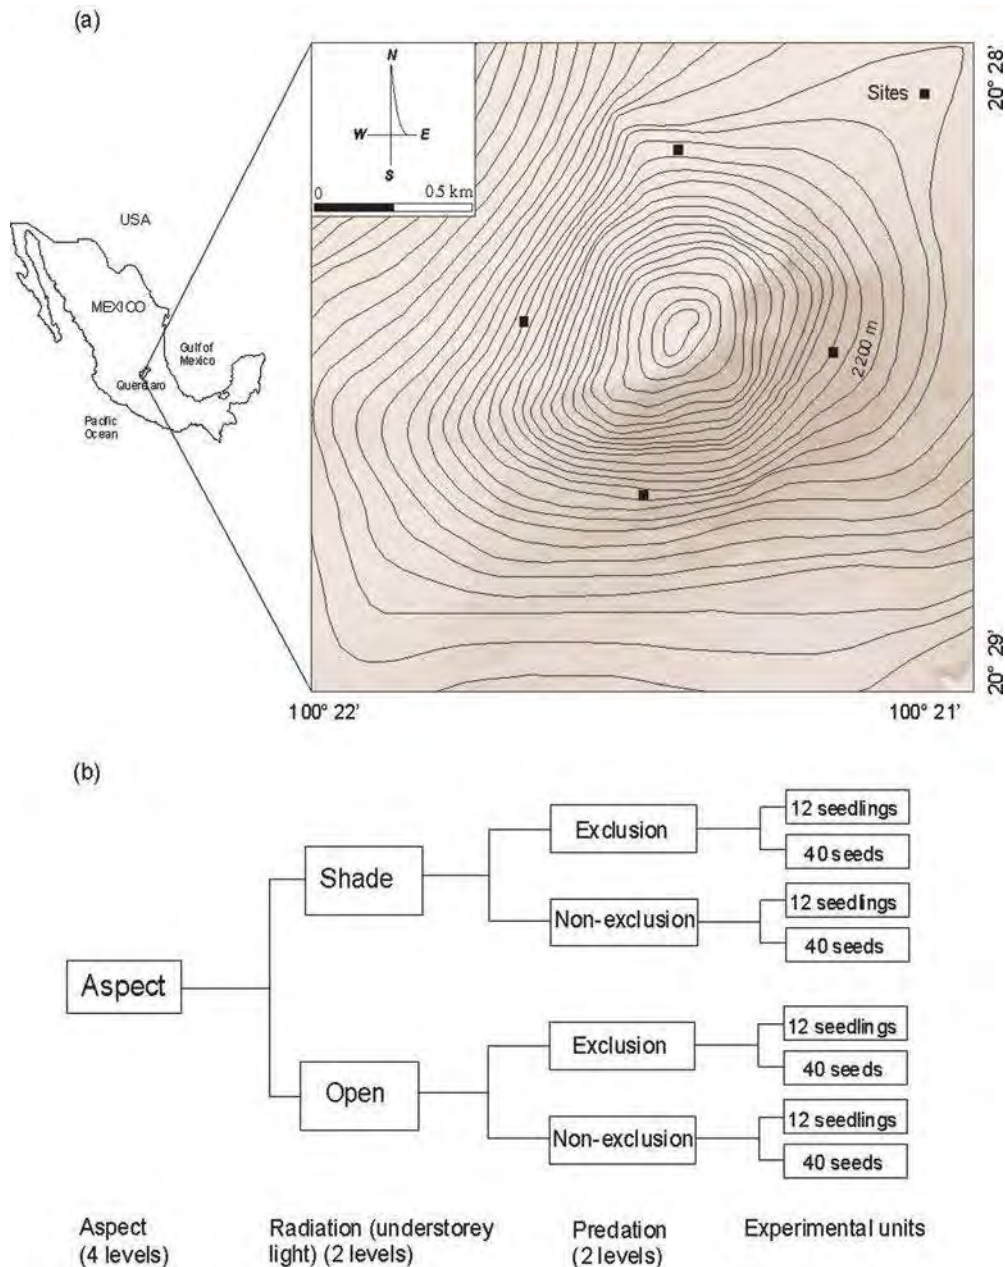 (a)
N
W E
S
0 0.5 km
Sites
20° 28'
USA
MEXICO
Gulf of
Mexico
Querétaro
Pacific
Ocean
2200 m
20° 29'
100° 22'
100° 21'
(b)
Aspect
Shade
Open
Exclusion
Non-exclusion
Exclusion
Non-exclusion
12 seedlings
40 seeds
12 seedlings
40 seeds
12 seedlings
40 seeds
12 seedlings
40 seeds
Aspect
(4 levels)
Radiation (understorey
light) (2 levels)
Predation
(2 levels)
Experimental units